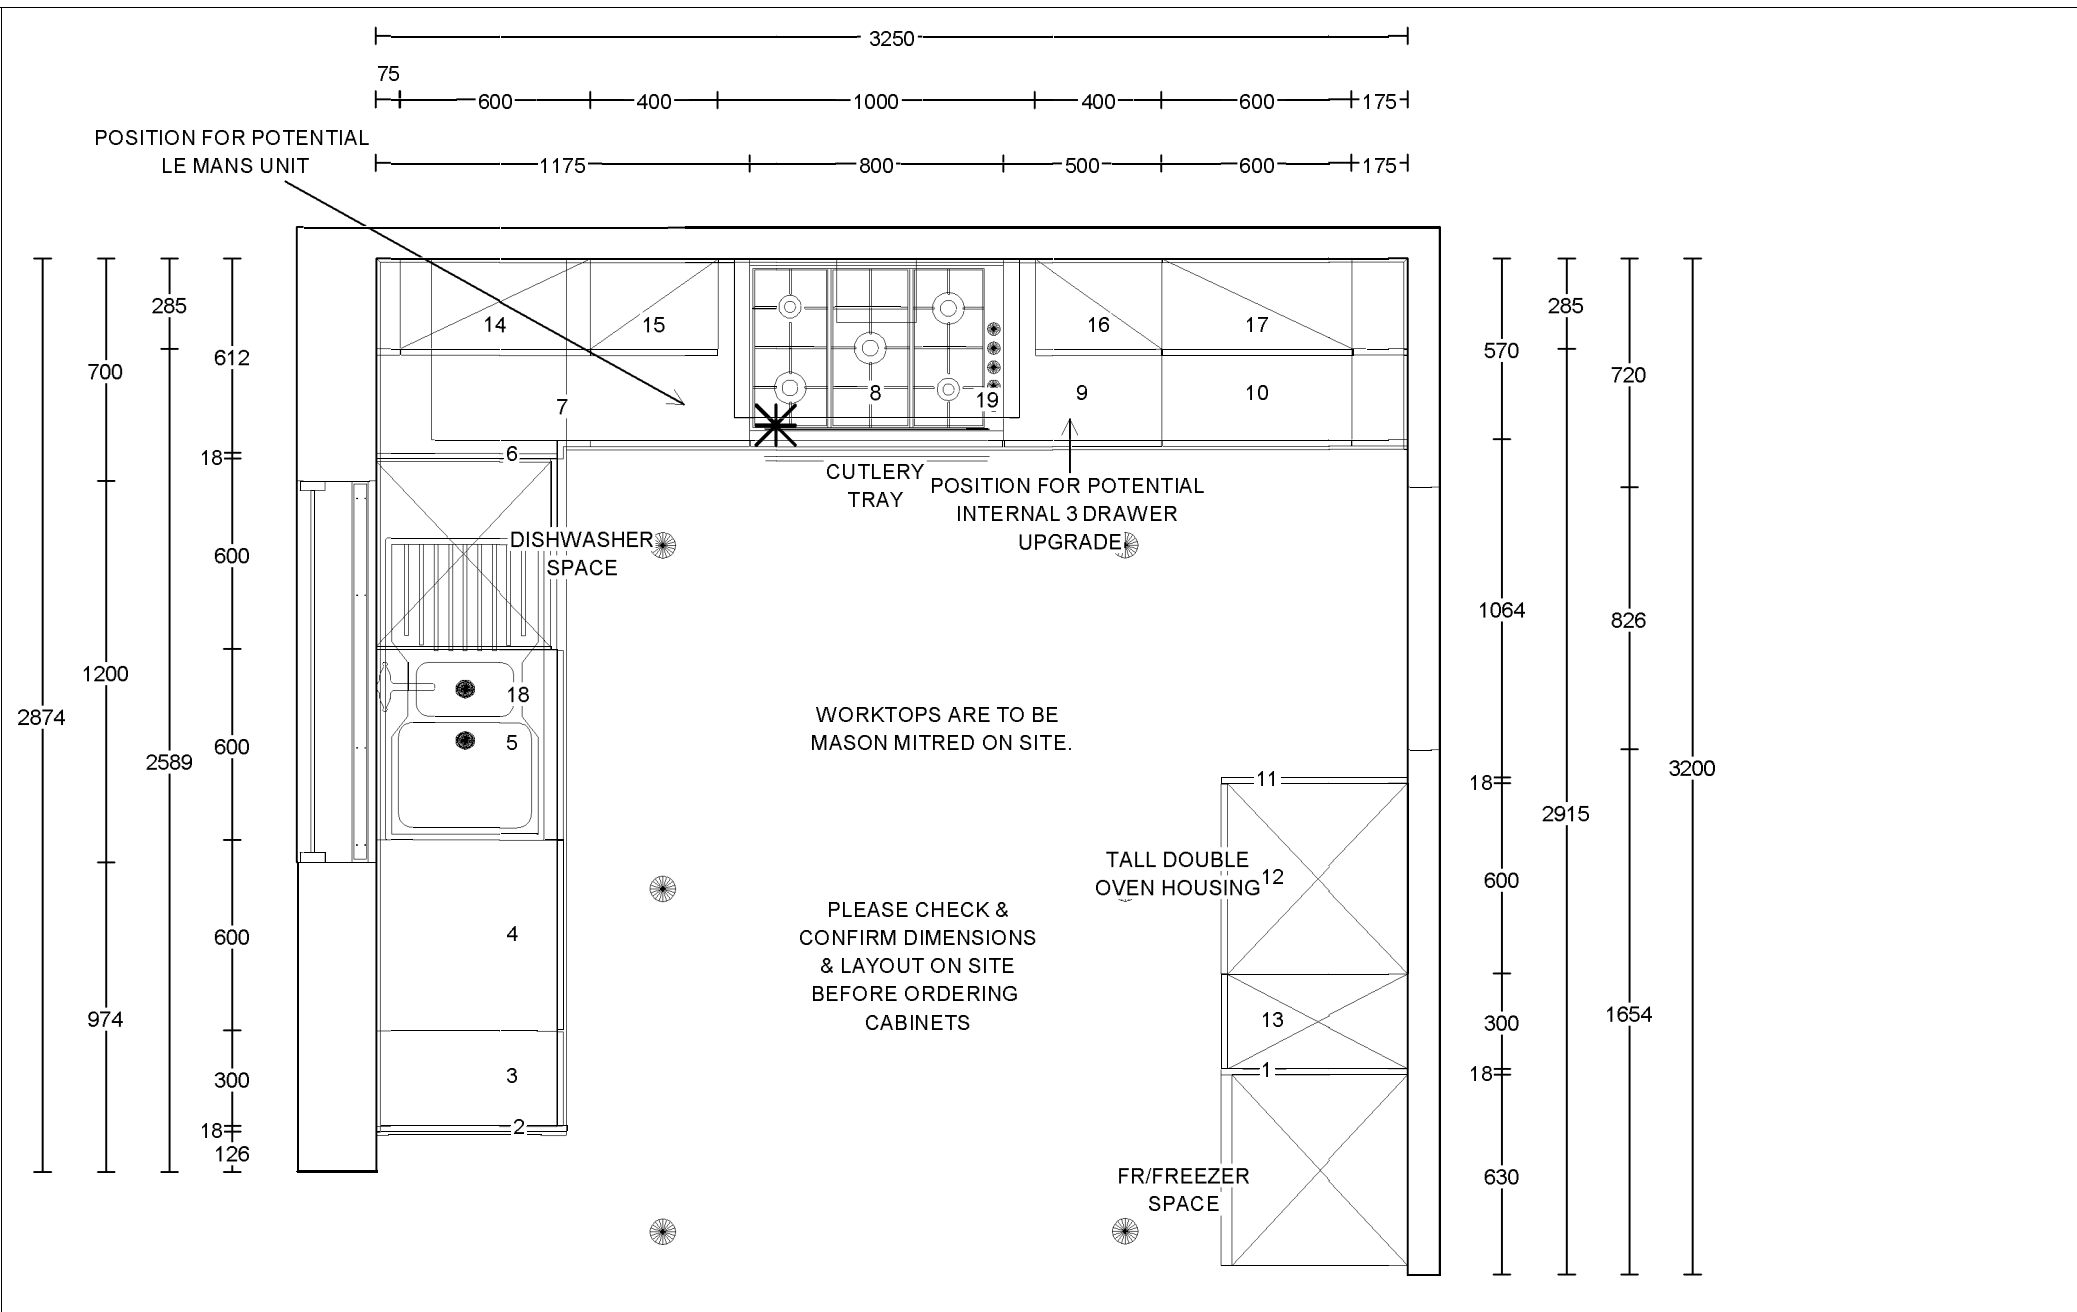 3250
75
600 400 1000 400 600 175
POSITION FOR POTENTIAL
LE MANS UNIT
1175 800 500 600 175
285
285
14 15 16 17
612
570
700
720
7 8 19 9 10
18
6
CUTLERY
TRAY
POSITION FOR POTENTIAL
INTERNAL 3 DRAWER
UPGRADE
DISHWASHER
SPACE
600
1064
826
1200
18
2874
WORKTOPS ARE TO BE
MASON MITRED ON SITE.
5
600
2589
3200
11
18
2915
TALL DOUBLE
OVEN HOUSING
12
600
PLEASE CHECK &
CONFIRM DIMENSIONS
& LAYOUT ON SITE
BEFORE ORDERING
CABINETS
4
600
974
13
300
1654
3
300
1
18
2
18
126
FR/FREEZER
SPACE
630